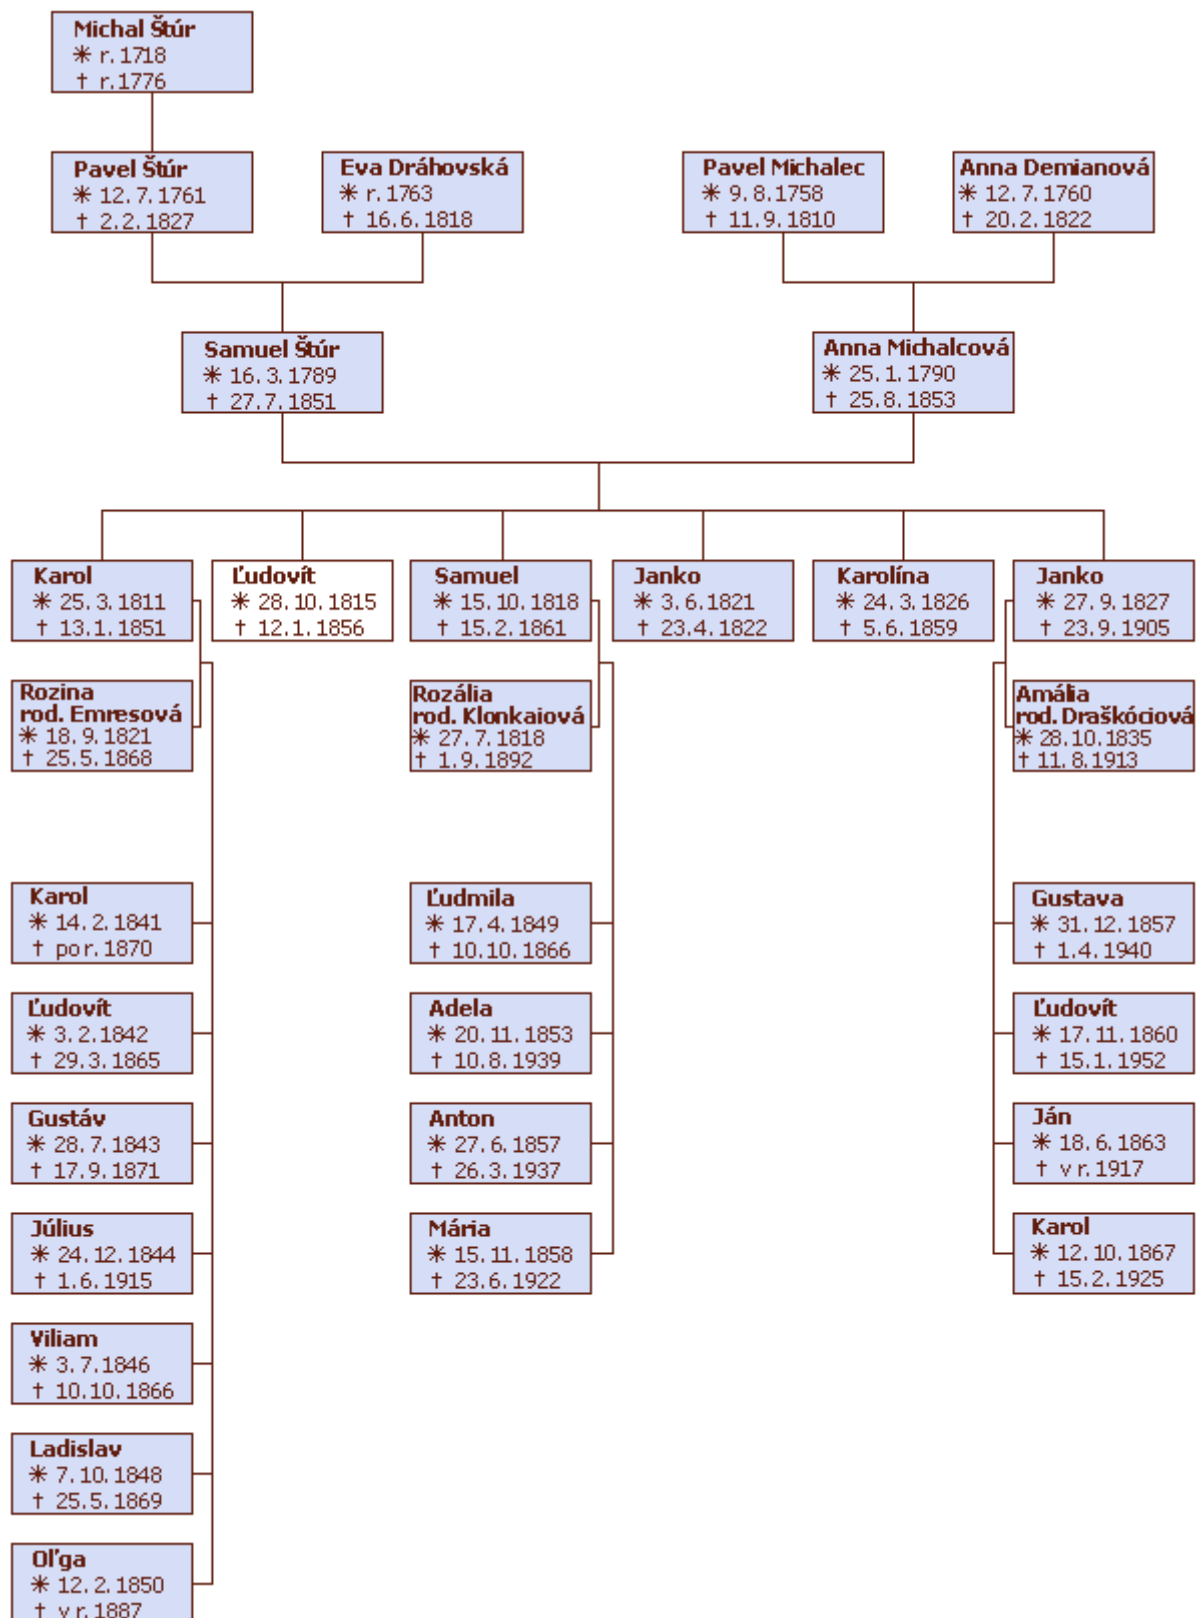 Michal Štúr
* r. 1718
† r.1776
Pavel Štúr
* 12. 7. 1761
† 2.2. 1827
Eva Dráhovská
* r. 1763
† 16.6. 1818
Pavel Michalec
* 9. 8.1758
† 11.9. 1810
Anna Demianová
* 12. 7. 1760
† 20.2. 1822
Samuel Štúr
* 16. 3. 1789
† 27.7. 1851
Anna Michalcová
* 25. 1. 1790
† 25.8. 1853
Karol
* 25. 3. 1811
† 13.1. 1851
Ľudovít
* 28. 10. 1815
† 12.1. 1856
Samuel
* 15. 10. 1818
† 15.2. 1861
Janko
* 3. 6. 1821
† 23.4. 1822
Karolína
* 24. 3. 1826
† 5.6. 1859
Janko
* 27. 9. 1827
† 23.9. 1905
Rozina
rod. Emresová
* 18. 9. 1821
† 25.5. 1868
Rozália
rod. Klonkaiová
* 27. 7. 1818
† 1.9. 1892
Amália
rod. Draškóciová
* 28. 10. 1835
† 11. 8. 1913
Karol
* 14. 2. 1841
† po r. 1870
Ľudovít
* 3. 2. 1842
† 29.3. 1865
Gustáv
* 28. 7. 1843
† 17.9. 1871
Július
* 24. 12. 1844
† 1.6. 1915
Viliam
* 3. 7. 1846
† 10.10. 1866
Ladislav
* 7. 10. 1848
† 25.5. 1869
Oľga
* 12. 2. 1850
† v r. 1887
Ľudmila
* 17. 4. 1849
† 10.10. 1866
Adela
* 20. 11. 1853
† 10.8. 1939
Anton
* 27. 6. 1857
† 26.3. 1937
Mária
* 15. 11. 1858
† 23.6. 1922
Gustava
* 31. 12. 1857
† 1.4. 1940
Ľudovít
* 17. 11. 1860
† 15.1. 1952
Ján
* 18. 6. 1863
† v r. 1917
Karol
* 12. 10. 1867
† 15.2. 1925